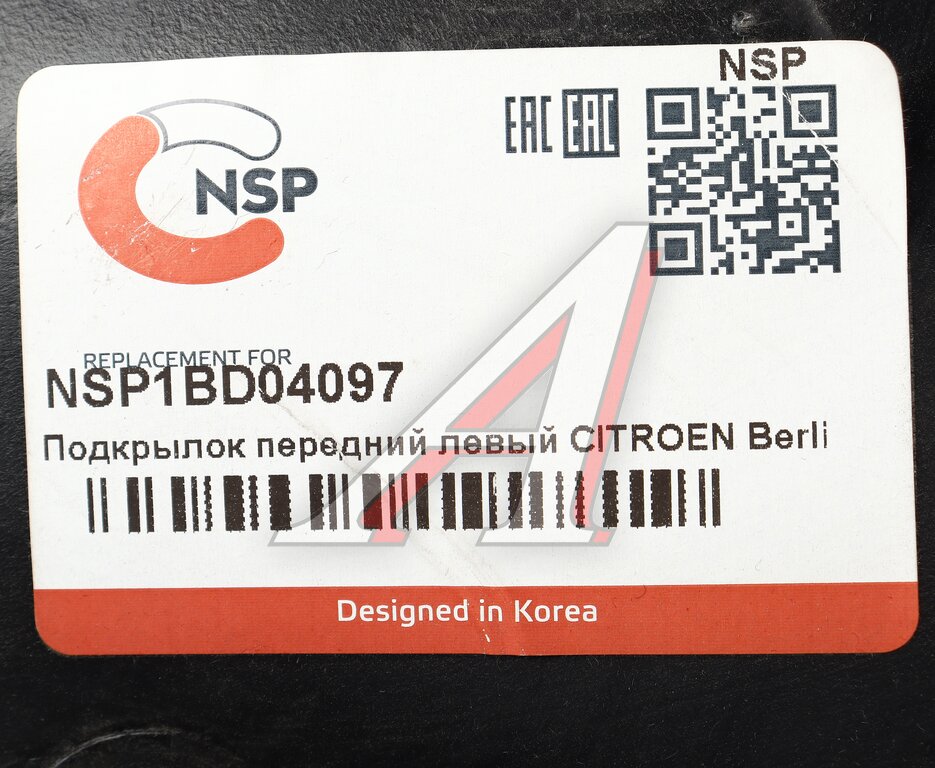 NSP
EAC EAC
NSP
REPLACEMENT FOR
NSP1BD04097
Подкрылок передний левый CITROEN Berli
Designed in Korea